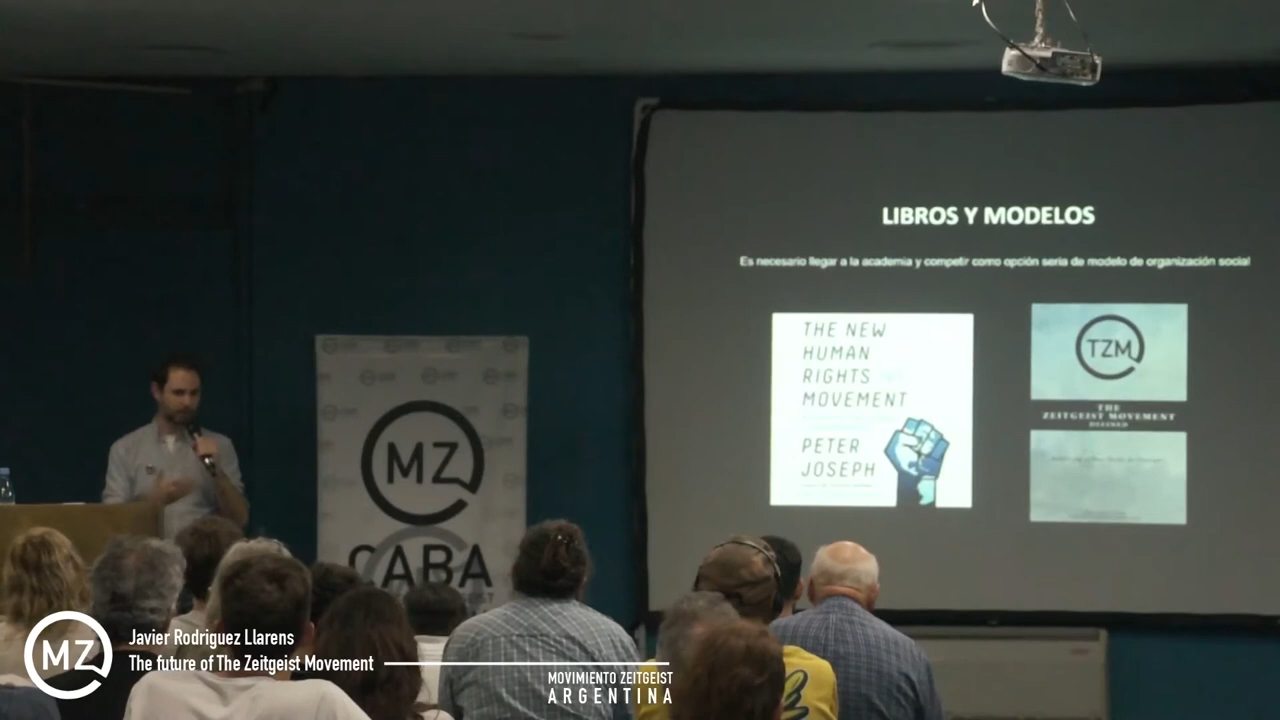 LIBROS Y MODELOS
Es necesario llegar a la academia y competir como opción seria de modelo de organización social
THE NEW
HUMAN
RIGHTS
MOVEMENT
PETER
JOSEPH
TZM
THE
ZEITGEIST MOVEMENT
DEFINED
MZ
CABA
MZ
Javier Rodriguez Llarens
The future of The Zeitgeist Movement
MOVIMIENTO ZEITGEIST
ARGENTINA